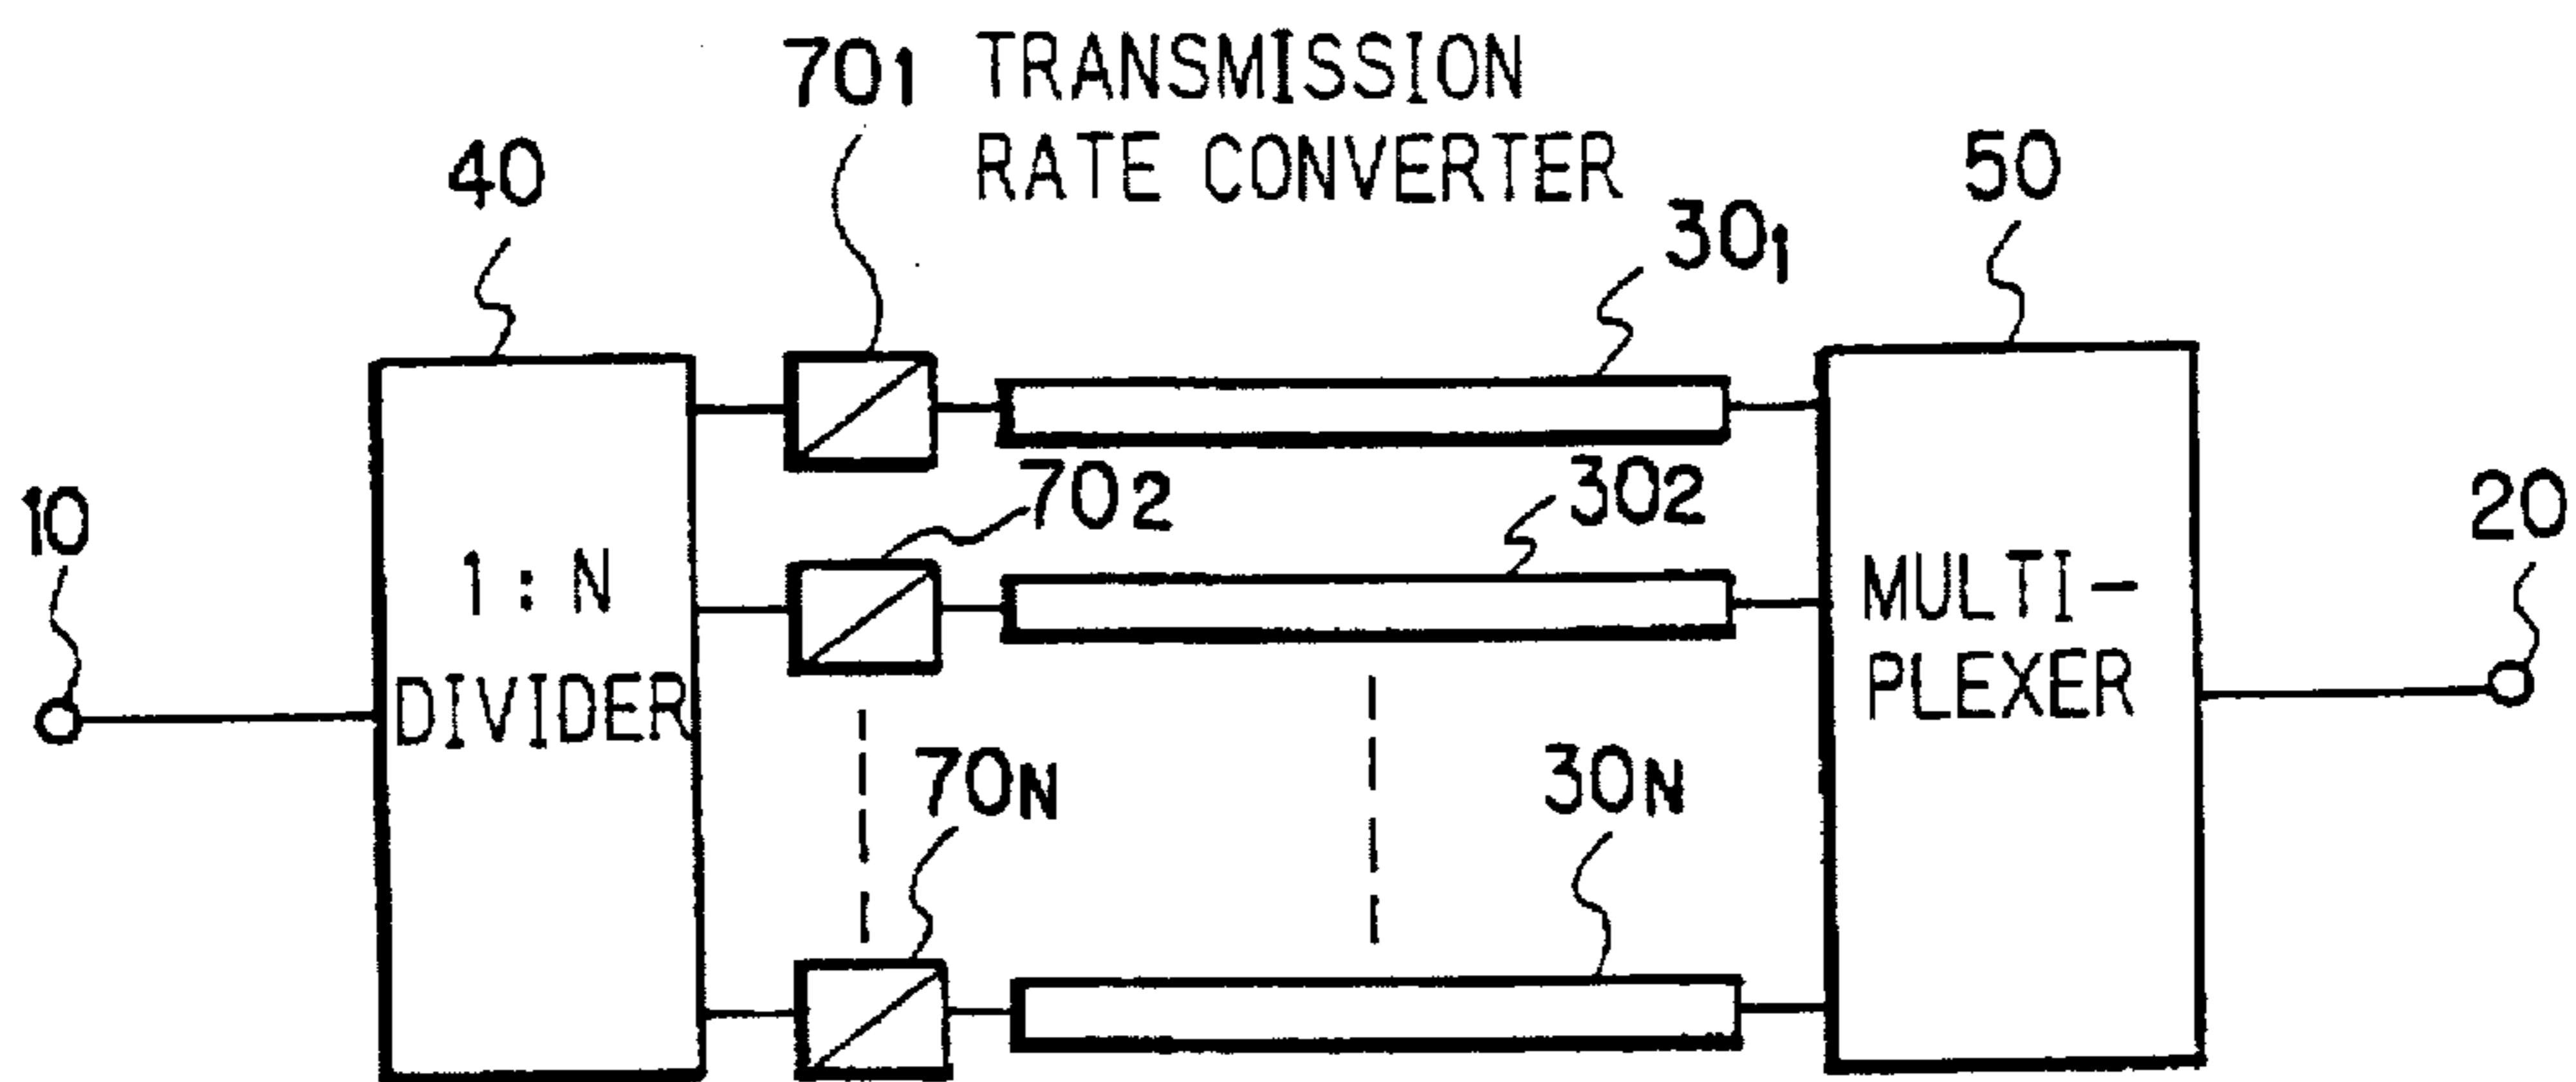 70₁ TRANSMISSION
RATE CONVERTER
40
50
30₁
10
70₂
30₂
20
1 : N
DIVIDER
MULTI-
PLEXER
70N
30N